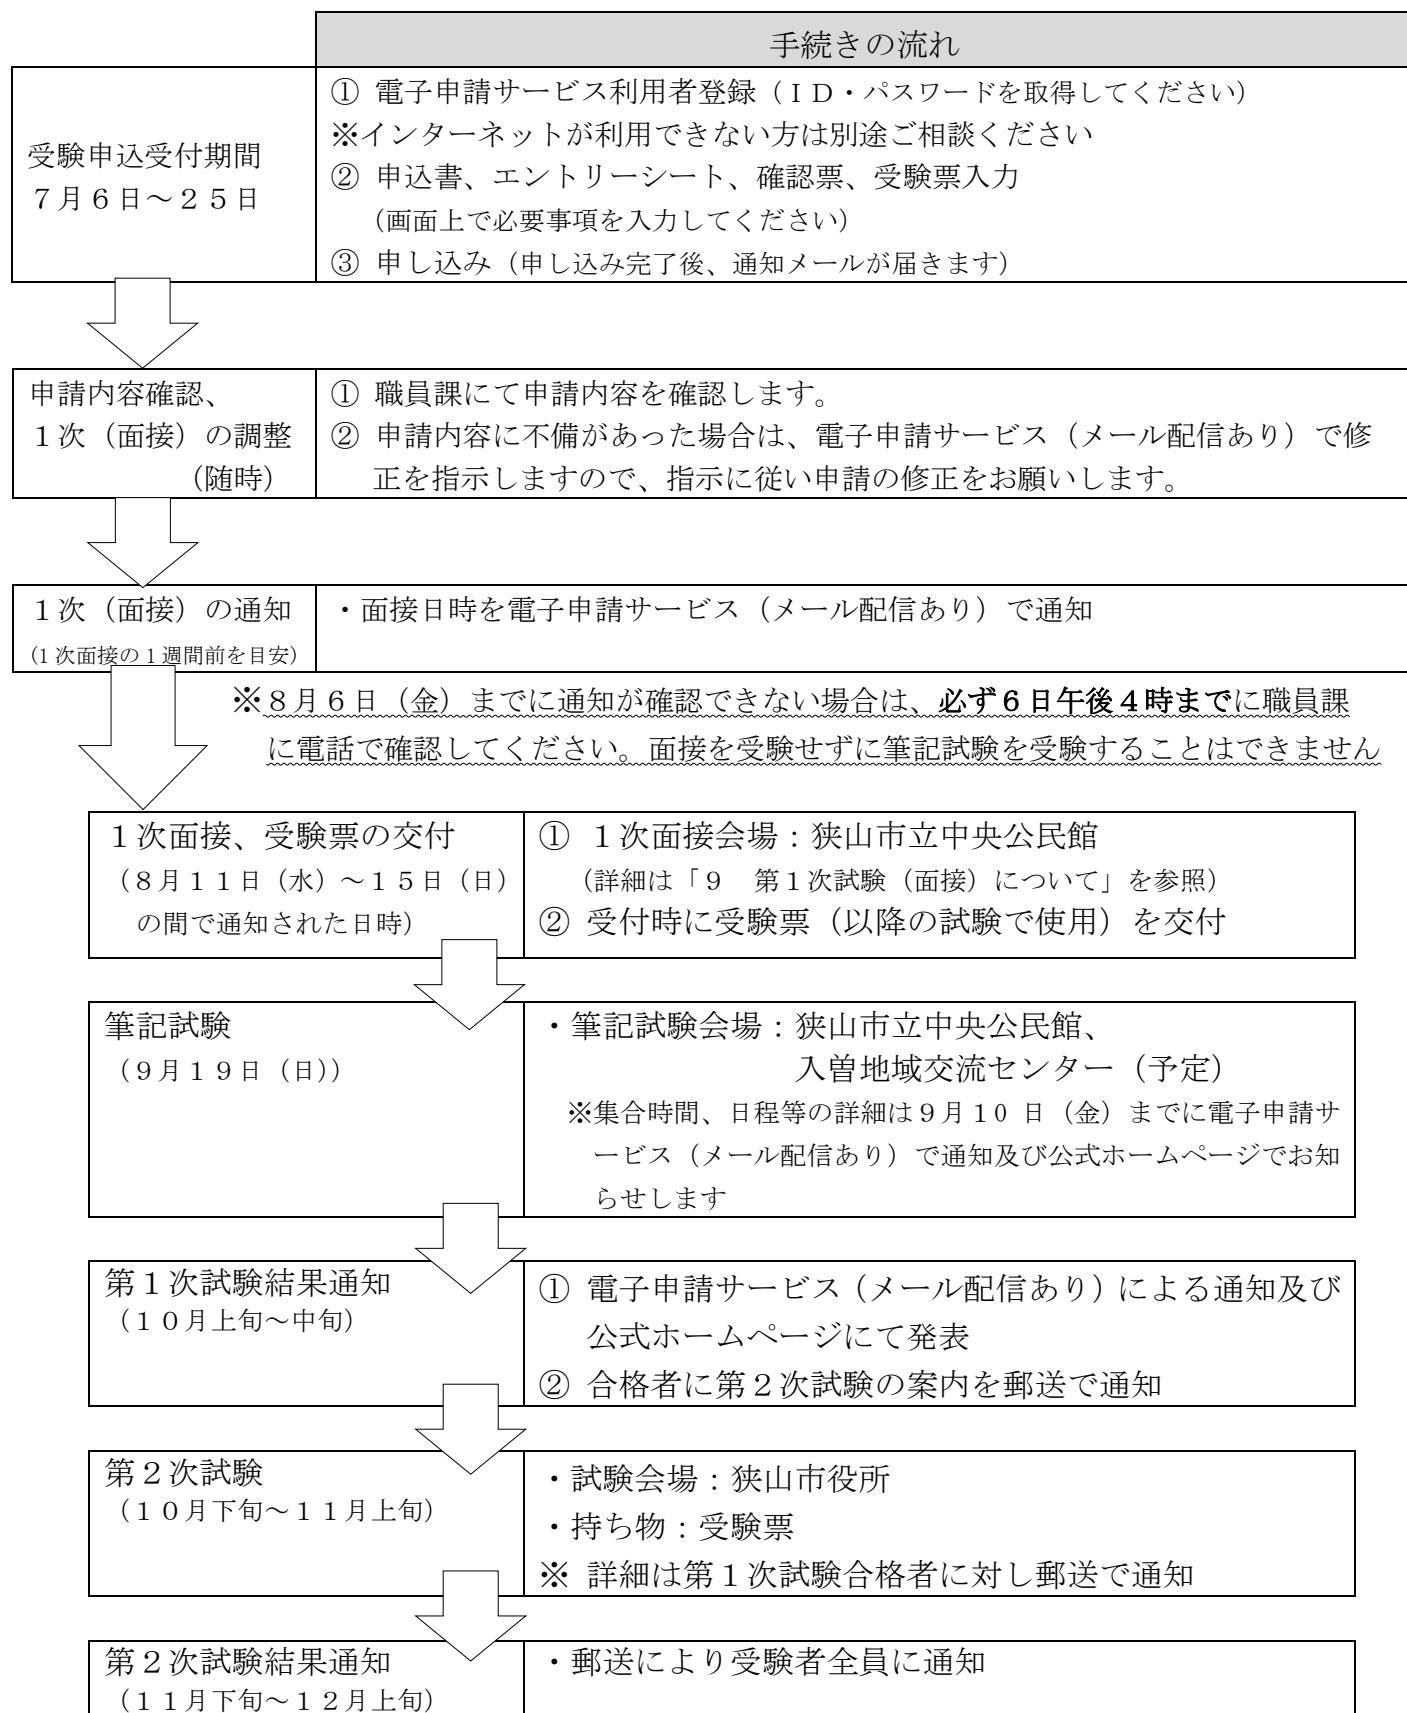 手続きの流れ
受験申込受付期間
７月６日～２５日
① 電子申請サービス利用者登録（ＩＤ・パスワードを取得してください）
※インターネットが利用できない方は別途ご相談ください
② 申込書、エントリーシート、確認票、受験票入力
（画面上で必要事項を入力してください）
③ 申し込み（申し込み完了後、通知メールが届きます）
申請内容確認、
１次（面接）の調整
（随時）
① 職員課にて申請内容を確認します。
② 申請内容に不備があった場合は、電子申請サービス（メール配信あり）で修
正を指示しますので、指示に従い申請の修正をお願いします。
１次（面接）の通知
（1 次面接の 1 週間前を目安）
・面接日時を電子申請サービス（メール配信あり）で通知
※８月６日（金）までに通知が確認できない場合は、必ず６日午後４時までに職員課
に電話で確認してください。面接を受験せずに筆記試験を受験することはできません
１次面接、受験票の交付
（８月１１日（水）～１５日（日）
の間で通知された日時）
① １次面接会場：狭山市立中央公民館
（詳細は「９　第１次試験（面接）について」を参照）
② 受付時に受験票（以降の試験で使用）を交付
筆記試験
（９月１９日（日））
・筆記試験会場：狭山市立中央公民館、
入曽地域交流センター（予定）
※集合時間、日程等の詳細は９月１０ 日（金）までに電子申請サ
ービス（メール配信あり）で通知及び公式ホームページでお知
らせします
第１次試験結果通知
（１０月上旬～中旬）
① 電子申請サービス（メール配信あり）による通知及び
公式ホームページにて発表
② 合格者に第２次試験の案内を郵送で通知
第２次試験
（１０月下旬～１１月上旬）
・試験会場：狭山市役所
・持ち物：受験票
※ 詳細は第１次試験合格者に対し郵送で通知
第２次試験結果通知
（１１月下旬～１２月上旬）
・郵送により受験者全員に通知